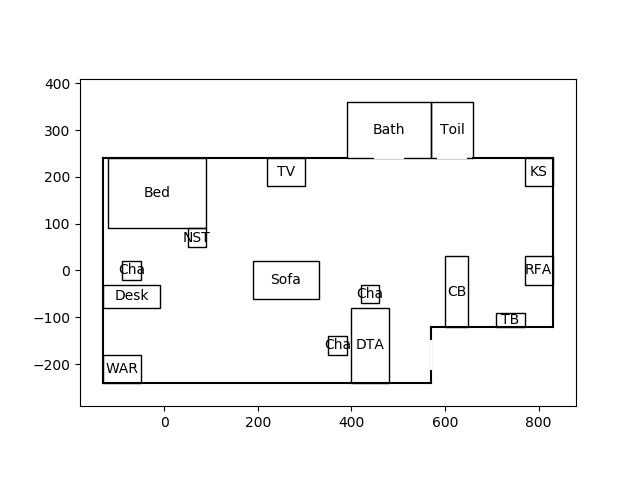 400
300
200
100
0
−100
−200
0
200
400
600
800
Bath
Toil
TV
KS
Bed
NST
Cha
Desk
Sofa
Cha
CB
RFA
TB
Cha
DTA
WAR